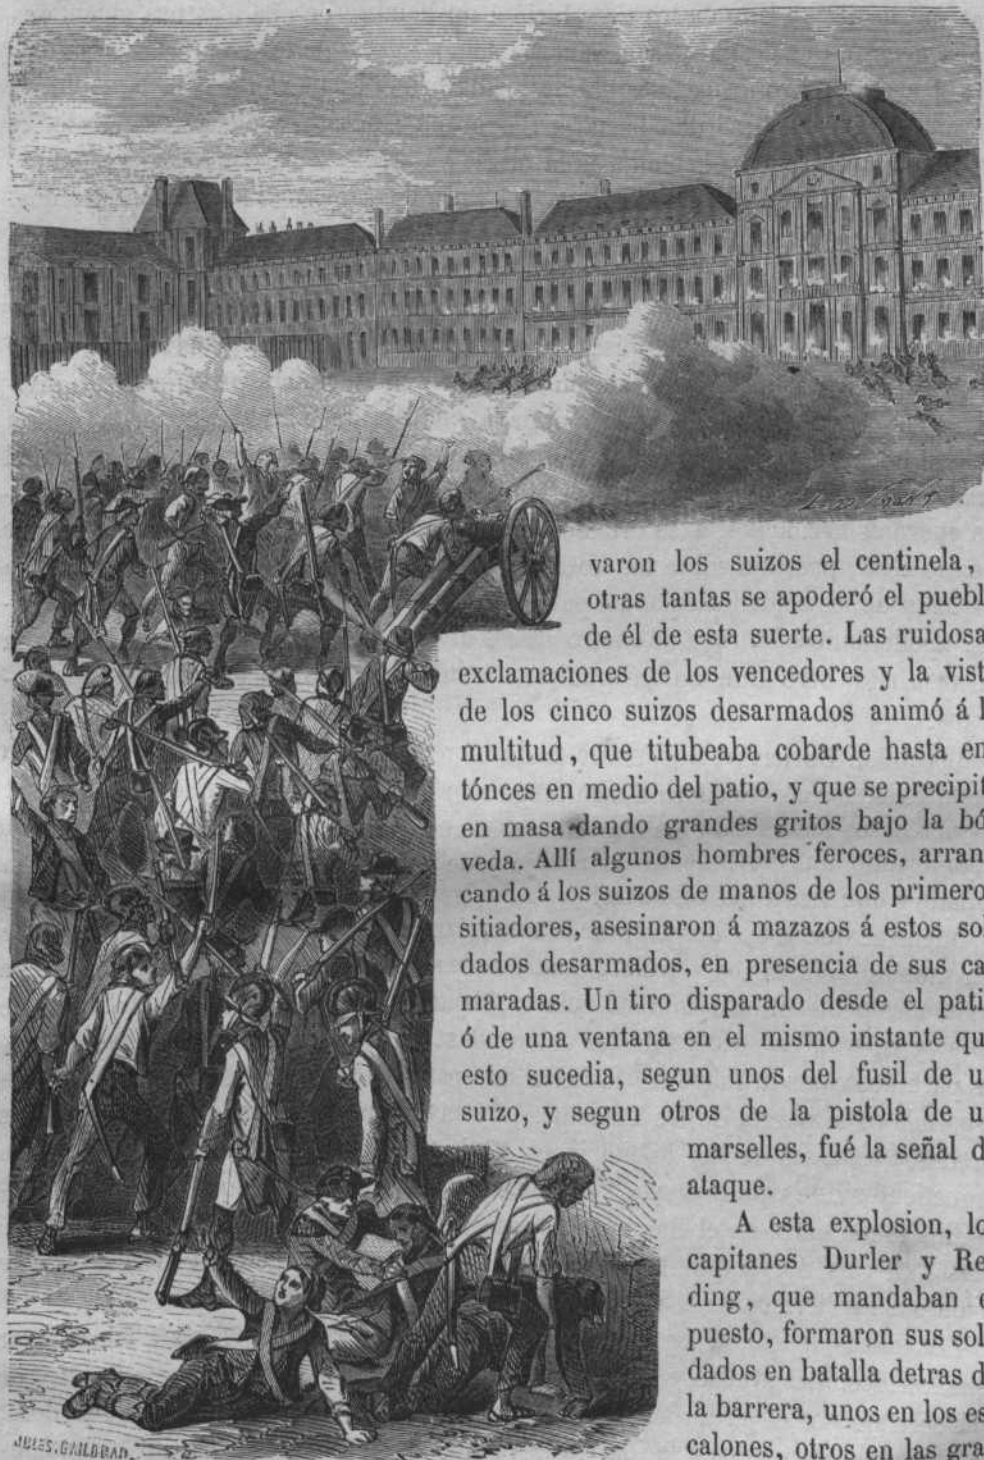 varon los suizos el centinela,
otras tantas se apoderó el puebl
de él de esta suerte. Las ruidosa
exclamaciones de los vencedores y la vist
de los cinco suizos desarmados animó á l
multitud, que titubeaba cobarde hasta en
tónces en medio del patio, y que se precipit
en masa dando grandes gritos bajo la bó
veda. Allí algunos hombres feroces, arran
cando á los suizos de manos de los primero
sitiadores, asesinaron á mazazos á estos so
dados desarmados, en presencia de sus ca
maradas. Un tiro disparado desde el pati
ó de una ventana en el mismo instante qu
esto sucedia, segun unos del fusil de u
suizo, y segun otros de la pistola de u
marselles, fué la señal d
ataque.
A esta explosion, lo
capitanes Durler y Re
ding, que mandaban e
puesto, formaron sus sol
dados en batalla detras d
la barrera, unos en los es
calones, otros en las gra